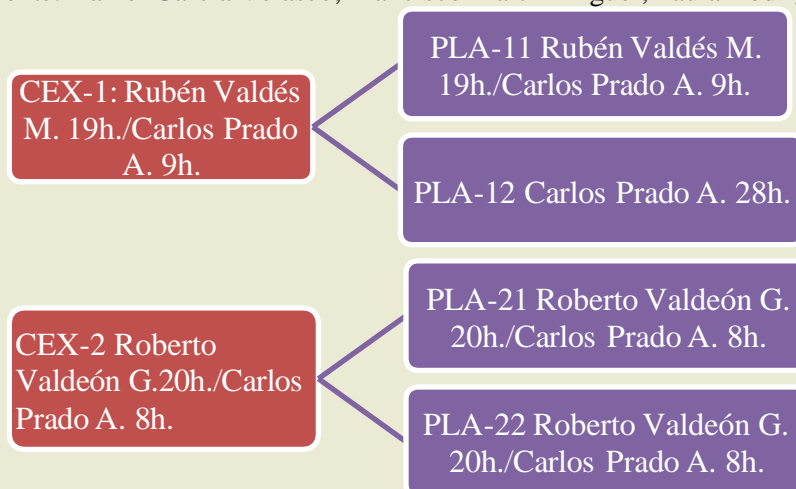 CEX-1: Rubén Valdés
M. 19h./Carlos Prado
A. 9h.
PLA-11 Rubén Valdés M.
19h./Carlos Prado A. 9h.
PLA-12 Carlos Prado A. 28h.
CEX-2 Roberto
Valdeón G.20h./Carlos
Prado A. 8h.
PLA-21 Roberto Valdeón G.
20h./Carlos Prado A. 8h.
PLA-22 Roberto Valdeón G.
20h./Carlos Prado A. 8h.